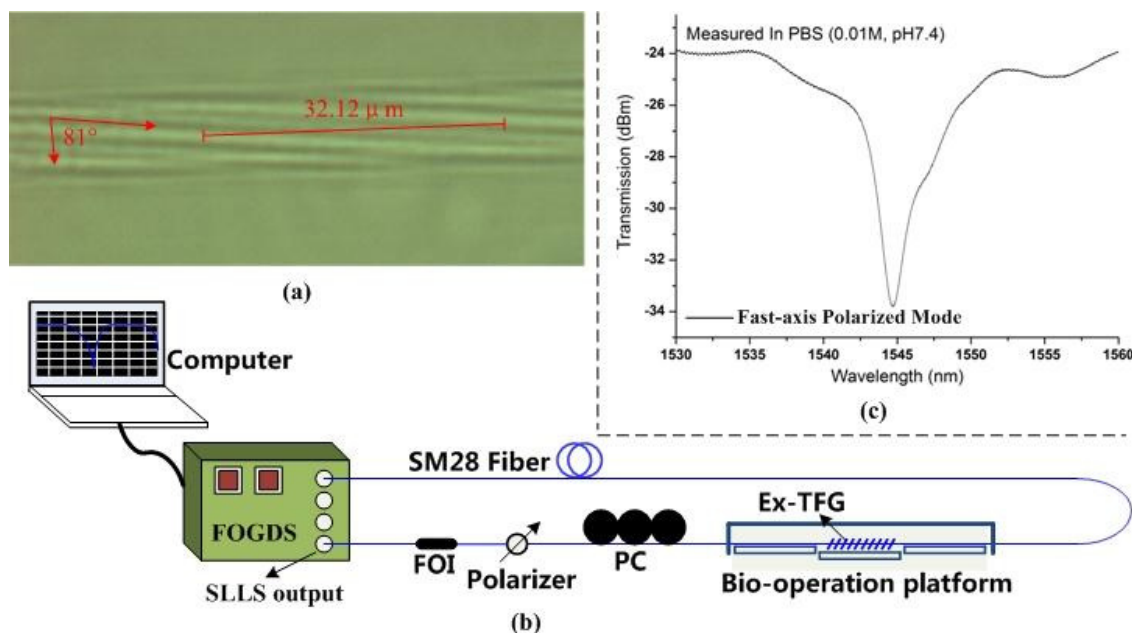 32.12 μ m
81°
(a)
Measured In PBS (0.01M, pH7.4)
-24
-26
-28
-30
-32
-34
Transmission (dBm)
Fast-axis Polarized Mode
1530 1535 1540 1545 1550 1555 1560
Wavelength (nm)
(c)
Computer
SM28 Fiber
FOGDS
Ex-TFG
FOI
Polarizer
PC
SLLS output
Bio-operation platform
(b)